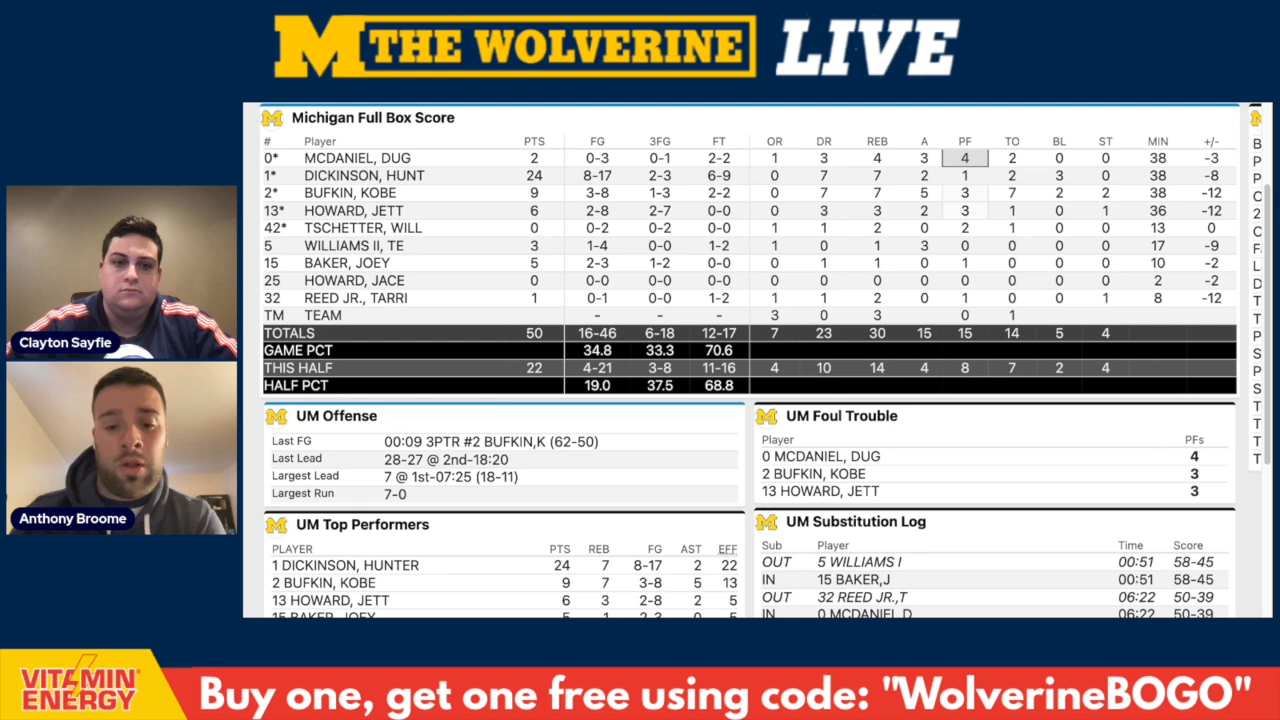 M THE WOLVERINE LIVE
Michigan Full Box Score
# Player PTS FG 3FG FT OR DR REB A PF TO BL ST MIN +/-
0* MCDANIEL, DUG 2 0-3 0-1 2-2 1 3 4 3 4 2 0 0 38 -3
1* DICKINSON, HUNT 24 8-17 2-3 6-9 0 7 7 2 1 2 3 0 38 -8
2* BUFKIN, KOBE 9 3-8 1-3 2-2 0 7 7 5 3 7 2 2 38 -12
13* HOWARD, JETT 6 2-8 2-7 0-0 0 3 3 2 3 1 0 1 36 -12
42* TSCHETTER, WILL 0 0-2 0-2 0-0 1 1 2 0 2 1 0 0 13 0
5 WILLIAMS II, TE 3 1-4 0-0 1-2 1 0 1 3 0 0 0 0 17 -9
15 BAKER, JOEY 5 2-3 1-2 0-0 0 1 1 0 1 0 0 0 10 -2
25 HOWARD, JACE 0 0-0 0-0 0-0 0 0 0 0 0 0 0 0 2 -2
32 REED JR., TARRI 1 0-1 0-0 1-2 1 1 2 0 1 0 0 1 8 -12
TM TEAM - - - 3 0 3 0 1
TOTALS 50 16-46 6-18 12-17 7 23 30 15 15 14 5 4
GAME PCT 34.8 33.3 70.6
THIS HALF 22 4-21 3-8 11-16 4 10 14 4 8 7 2 4
HALF PCT 19.0 37.5 68.8
UM Offense
Last FG 00:09 3PTR #2 BUFKIN,K (62-50)
Last Lead 28-27 @ 2nd-18:20
Largest Lead 7 @ 1st-07:25 (18-11)
Largest Run 7-0
UM Foul Trouble
Player PFs
0 MCDANIEL, DUG 4
2 BUFKIN, KOBE 3
13 HOWARD, JETT 3
UM Top Performers
PLAYER PTS REB FG AST EFF
1 DICKINSON, HUNTER 24 7 8-17 2 22
2 BUFKIN, KOBE 9 7 3-8 5 13
13 HOWARD, JETT 6 3 2-8 2 5
15 BAKER, JOEY 5 1 2-3 0 5
UM Substitution Log
Sub Player Time Score
OUT 5 WILLIAMS I 00:51 58-45
IN 15 BAKER,J 00:51 58-45
OUT 32 REED JR.,T 06:22 50-39
IN 0 MCDANIEL,D 06:22 50-39
B
P
P
C
2
C
F
L
D
T
T
P
S
P
S
T
T
T
T
Clayton Sayfie
Anthony Broome
VITAMIN ENERGY
Buy one, get one free using code: "WolverineBOGO"